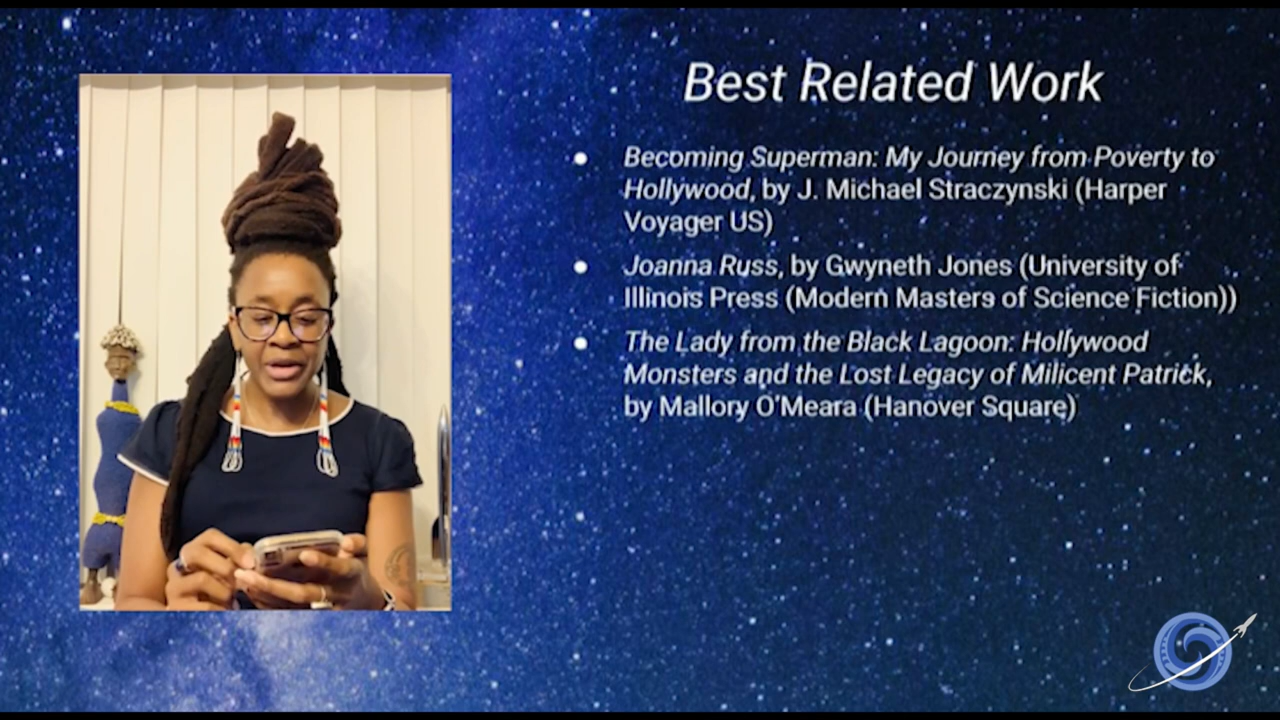 Best Related Work
● Becoming Superman: My Journey from Poverty to
Hollywood, by J. Michael Straczynski (Harper
Voyager US)
● Joanna Russ, by Gwyneth Jones (University of
Illinois Press (Modern Masters of Science Fiction))
● The Lady from the Black Lagoon: Hollywood
Monsters and the Lost Legacy of Milicent Patrick,
by Mallory O'Meara (Hanover Square)